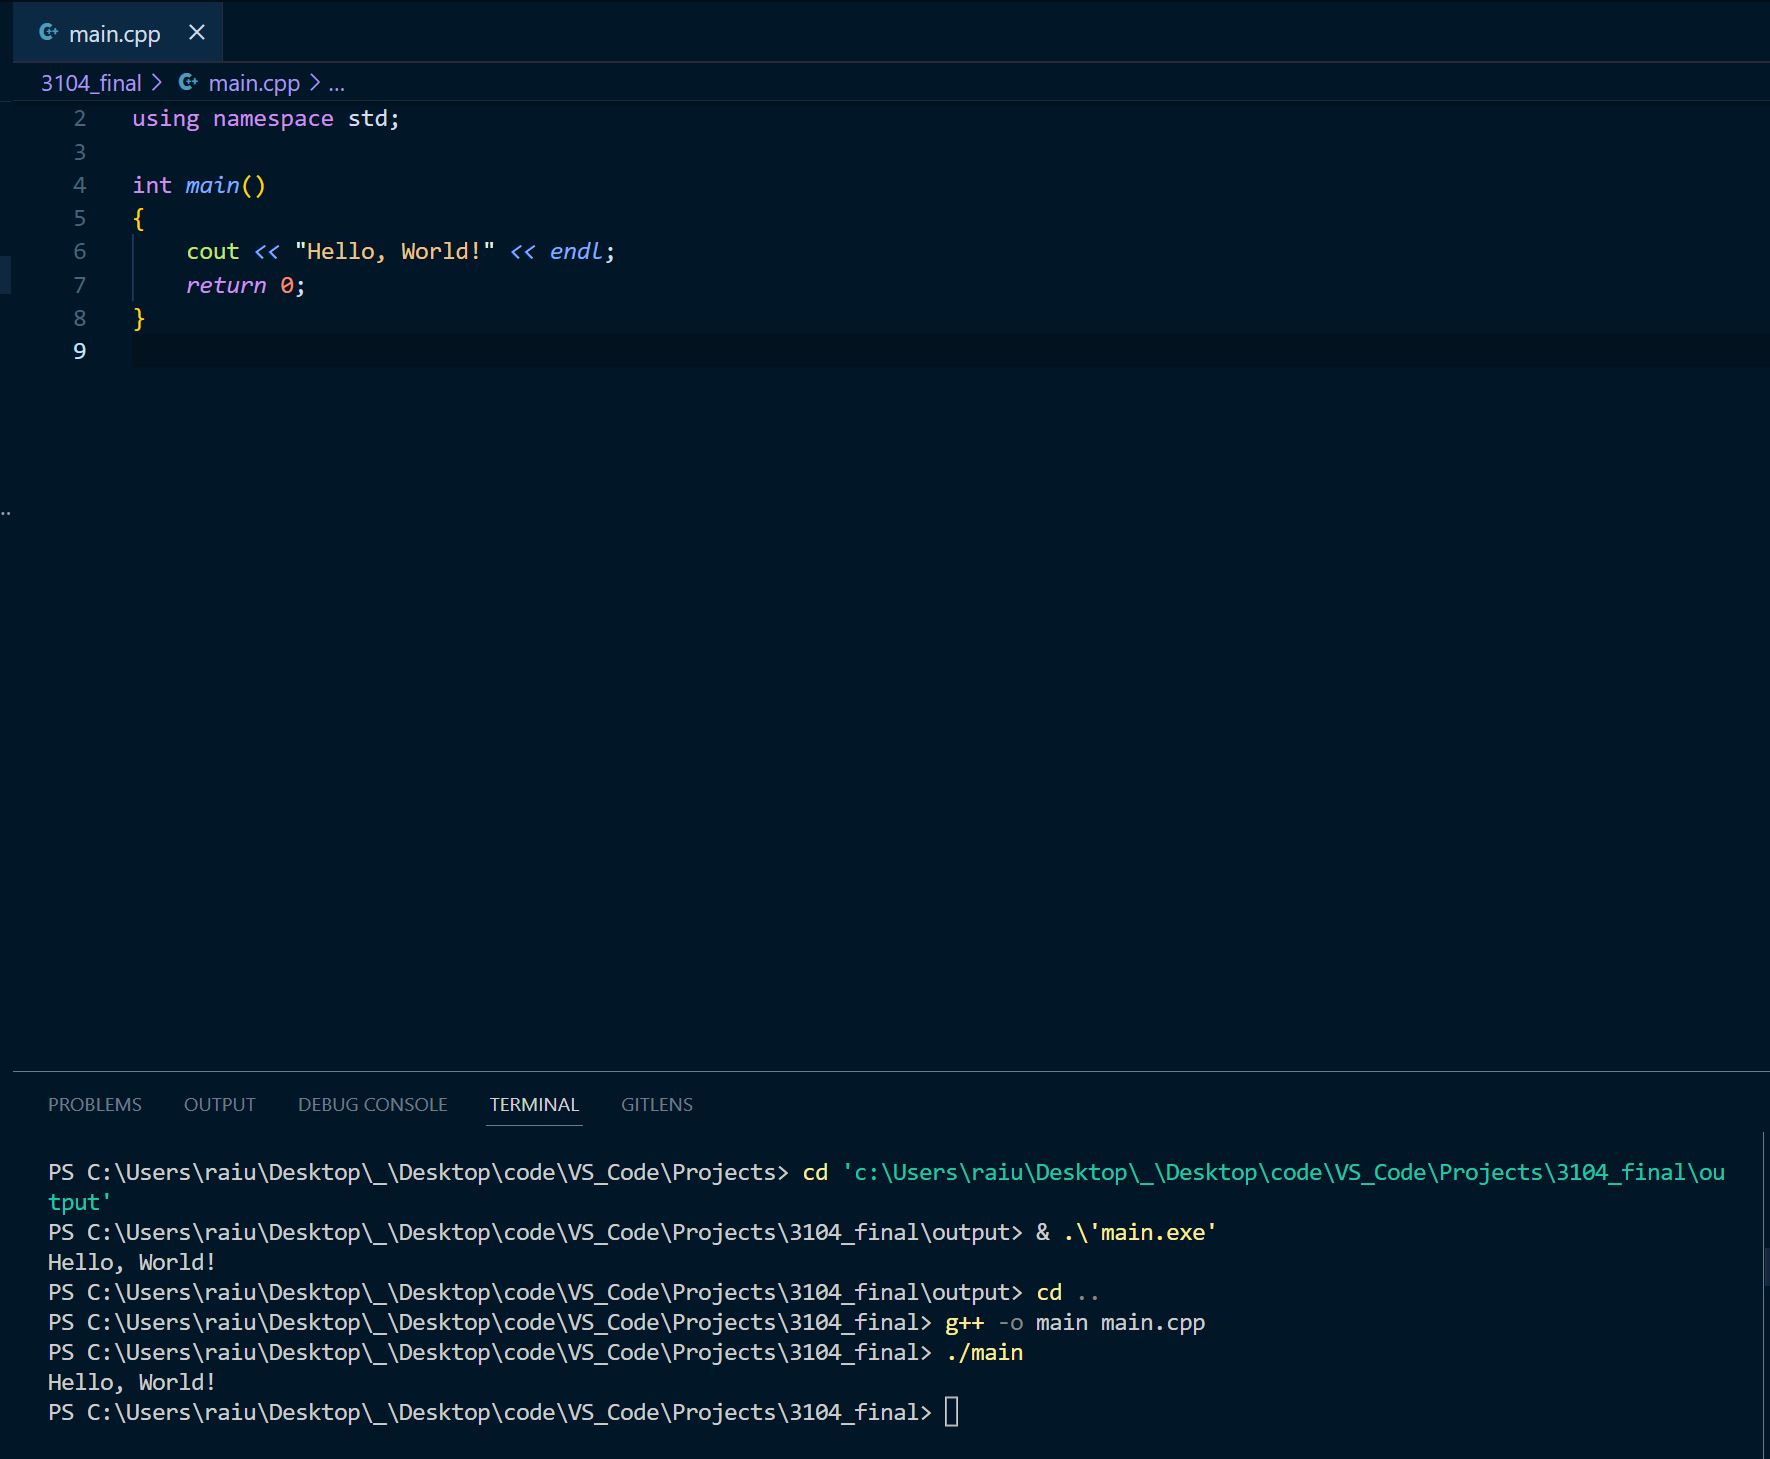 main.cpp
3104_final > main.cpp > ...
2 using namespace std;
3
4 int main()
5 {
6     cout << "Hello, World!" << endl;
7     return 0;
8 }
9
..
PROBLEMS OUTPUT DEBUG CONSOLE TERMINAL GITLENS
PS C:\Users\raiu\Desktop\_\Desktop\code\VS_Code\Projects> cd 'c:\Users\raiu\Desktop\_\Desktop\code\VS_Code\Projects\3104_final\ou
tput'
PS C:\Users\raiu\Desktop\_\Desktop\code\VS_Code\Projects\3104_final\output> & .\'main.exe'
Hello, World!
PS C:\Users\raiu\Desktop\_\Desktop\code\VS_Code\Projects\3104_final\output> cd ..
PS C:\Users\raiu\Desktop\_\Desktop\code\VS_Code\Projects\3104_final> g++ -o main main.cpp
PS C:\Users\raiu\Desktop\_\Desktop\code\VS_Code\Projects\3104_final> ./main
Hello, World!
PS C:\Users\raiu\Desktop\_\Desktop\code\VS_Code\Projects\3104_final>